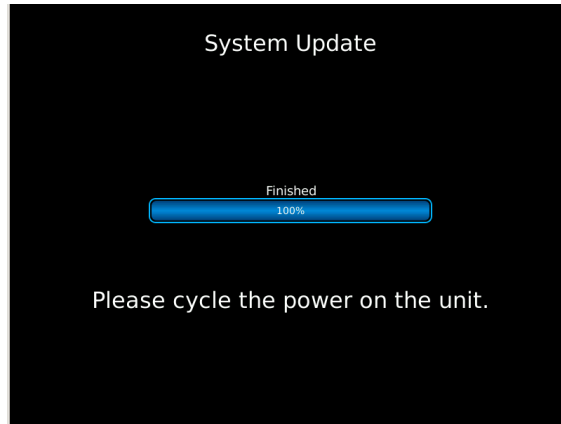 System Update
Finished
100%
Please cycle the power on the unit.